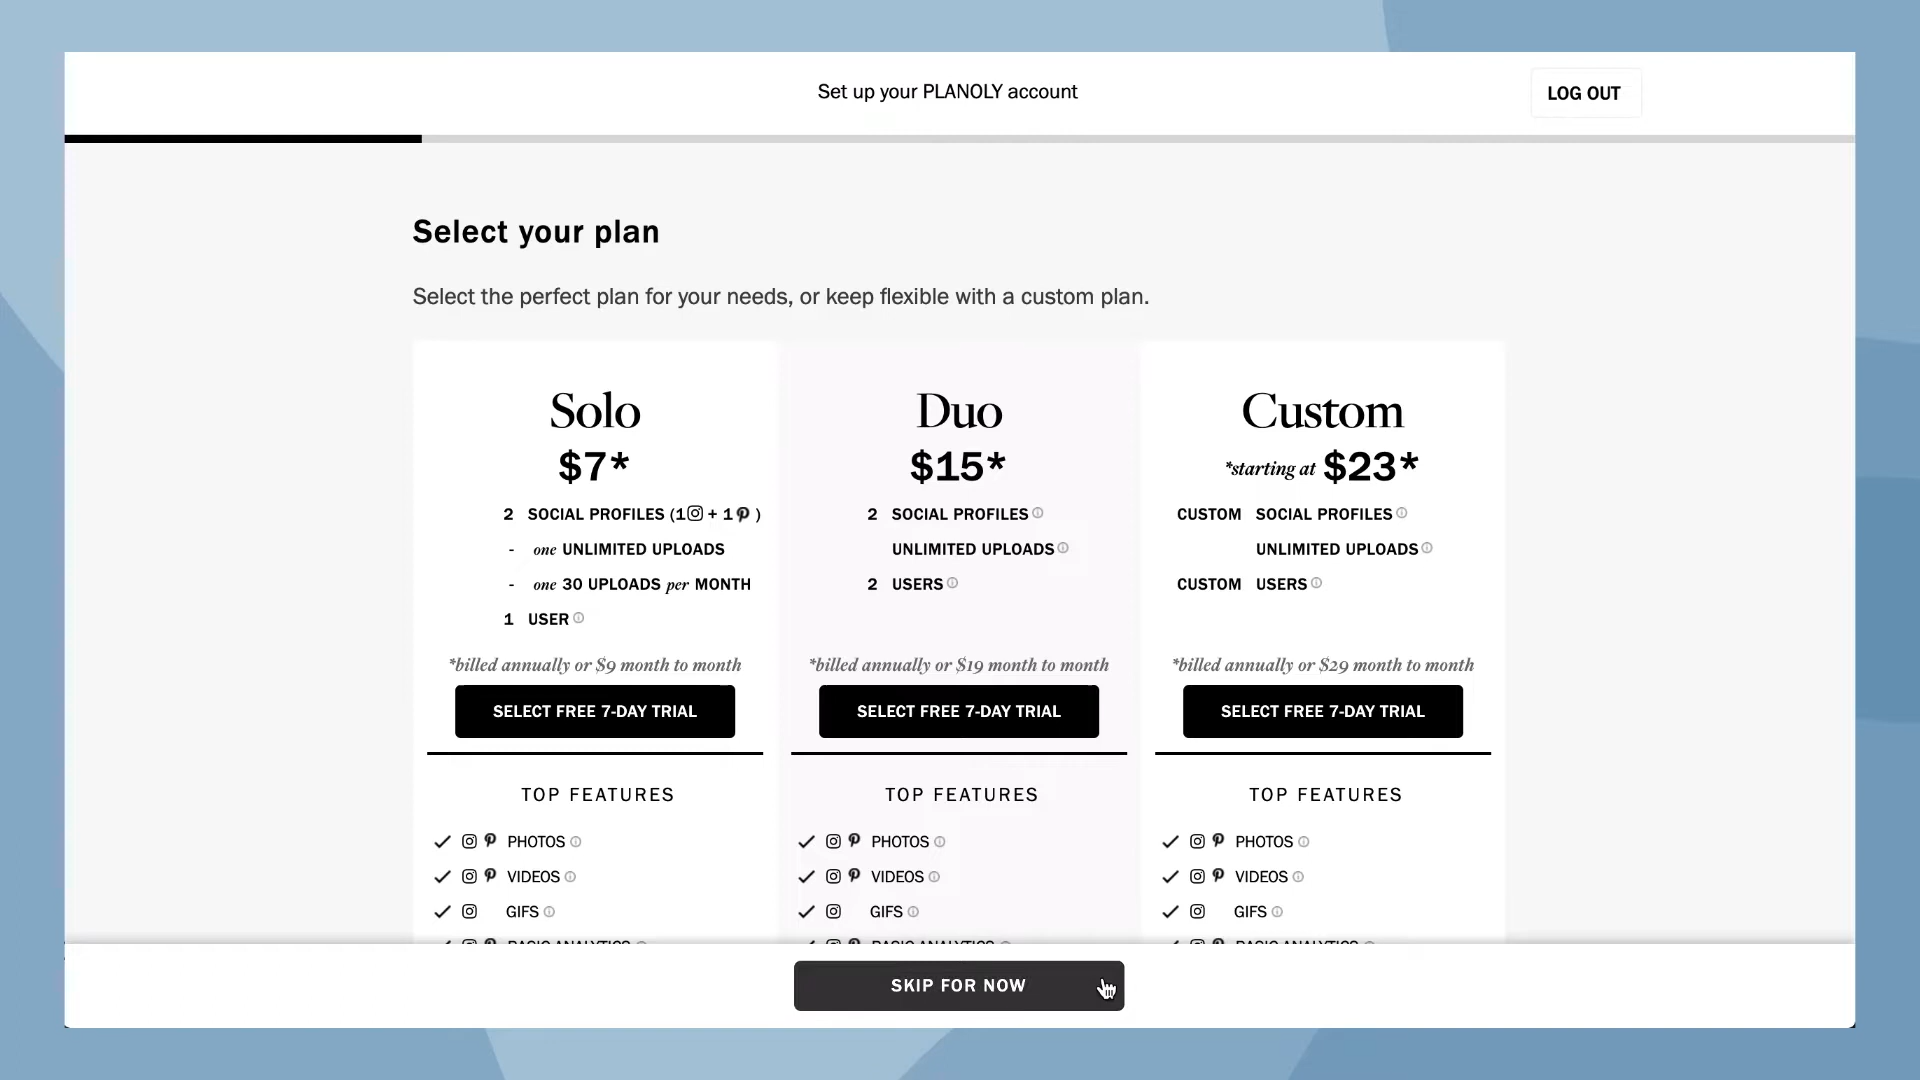 Set up your PLANOLY account
LOG OUT
Select your plan
Select the perfect plan for your needs, or keep flexible with a custom plan.
Solo
$7*
2 SOCIAL PROFILES (1 + 1 )
- one UNLIMITED UPLOADS
- one 30 UPLOADS per MONTH
1 USER
*billed annually or $9 month to month
SELECT FREE 7-DAY TRIAL
TOP FEATURES
PHOTOS
VIDEOS
GIFS
BASIC ANALYTICS
Duo
$15*
2 SOCIAL PROFILES
UNLIMITED UPLOADS
2 USERS
*billed annually or $19 month to month
SELECT FREE 7-DAY TRIAL
TOP FEATURES
PHOTOS
VIDEOS
GIFS
BASIC ANALYTICS
Custom
*starting at $23*
CUSTOM SOCIAL PROFILES
UNLIMITED UPLOADS
CUSTOM USERS
*billed annually or $29 month to month
SELECT FREE 7-DAY TRIAL
TOP FEATURES
PHOTOS
VIDEOS
GIFS
BASIC ANALYTICS
SKIP FOR NOW